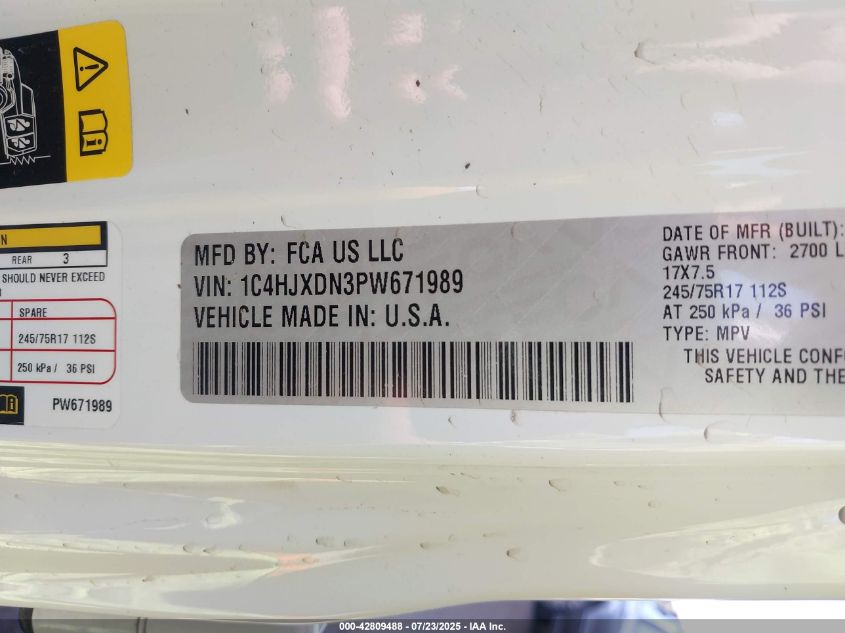 N
REAR 3
SHOULD NEVER EXCEED
SPARE
245/75R17 112S
250 kPa / 36 PSI
PW671989
MFD BY: FCA US LLC
VIN: 1C4HJXDN3PW671989
VEHICLE MADE IN: U.S.A.
DATE OF MFR (BUILT):
GAWR FRONT: 2700 L
17X7.5
245/75R17 112S
AT 250 kPa / 36 PSI
TYPE: MPV
THIS VEHICLE CONF
SAFETY AND THE
000-42809488 - 07/23/2025 - IAA Inc.